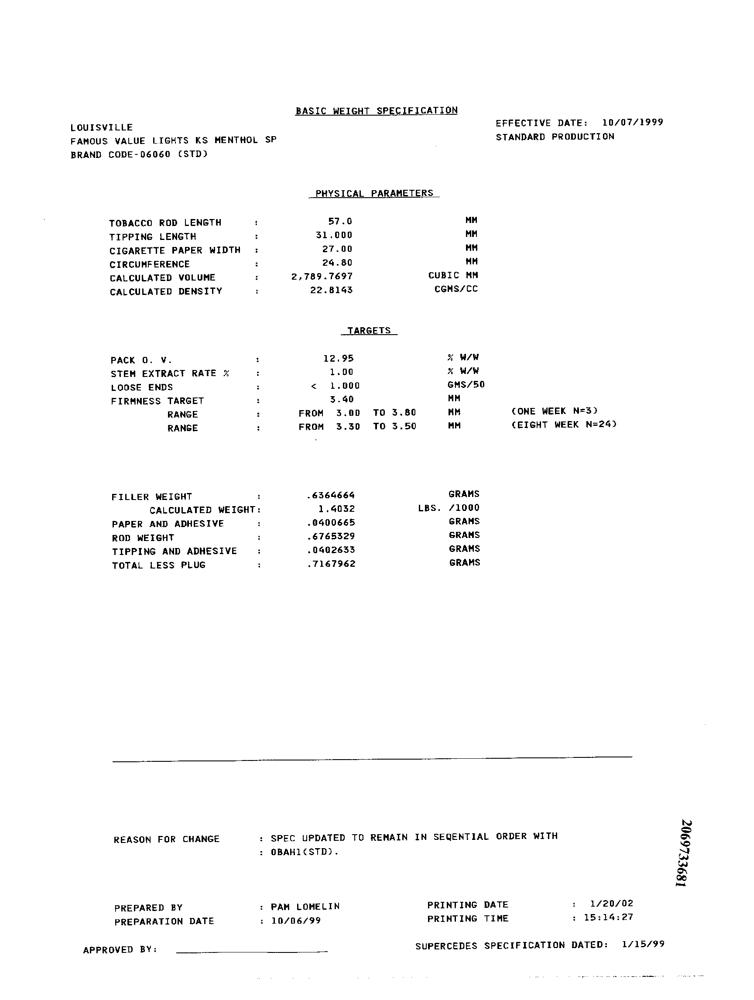 BASIC WEIGHT SPECIFICATION
LOUISVILLE EFFECTIVE DATE: 10/07/1999
FAMOUS VALUE LIGHTS KS MENTHOL SP STANDARD PRODUCTION
BRAND CODE-06060 (STD)
PHYSICAL PARAMETERS
TOBACCO ROD LENGTH : 57.0 MM
TIPPING LENGTH : 31.000 MM
CIGARETTE PAPER WIDTH : 27.00 MM
CIRCUMFERENCE : 24.80 MM
CALCULATED VOLUME : 2,789.7697 CUBIC MM
CALCULATED DENSITY : 22.8143 CGMS/CC
TARGETS
PACK O. V. : 12.95 % W/W
STEM EXTRACT RATE % : 1.00 % W/W
LOOSE ENDS : < 1.000 GMS/50
FIRMNESS TARGET : 3.40 MM
RANGE : FROM 3.00 TO 3.80 MM (ONE WEEK N=3)
RANGE : FROM 3.30 TO 3.50 MM (EIGHT WEEK N=24)
FILLER WEIGHT : .6364664 GRAMS
CALCULATED WEIGHT: 1.4032 LBS. /1000
PAPER AND ADHESIVE : .0400665 GRAMS
ROD WEIGHT : .6765329 GRAMS
TIPPING AND ADHESIVE : .0402633 GRAMS
TOTAL LESS PLUG : .7167962 GRAMS
REASON FOR CHANGE : SPEC UPDATED TO REMAIN IN SEQENTIAL ORDER WITH
: 0BAH1(STD).
2069733681
PREPARED BY : PAM LOMELIN PRINTING DATE : 1/20/02
PREPARATION DATE : 10/06/99 PRINTING TIME : 15:14:27
APPROVED BY: SUPERCEDES SPECIFICATION DATED: 1/15/99